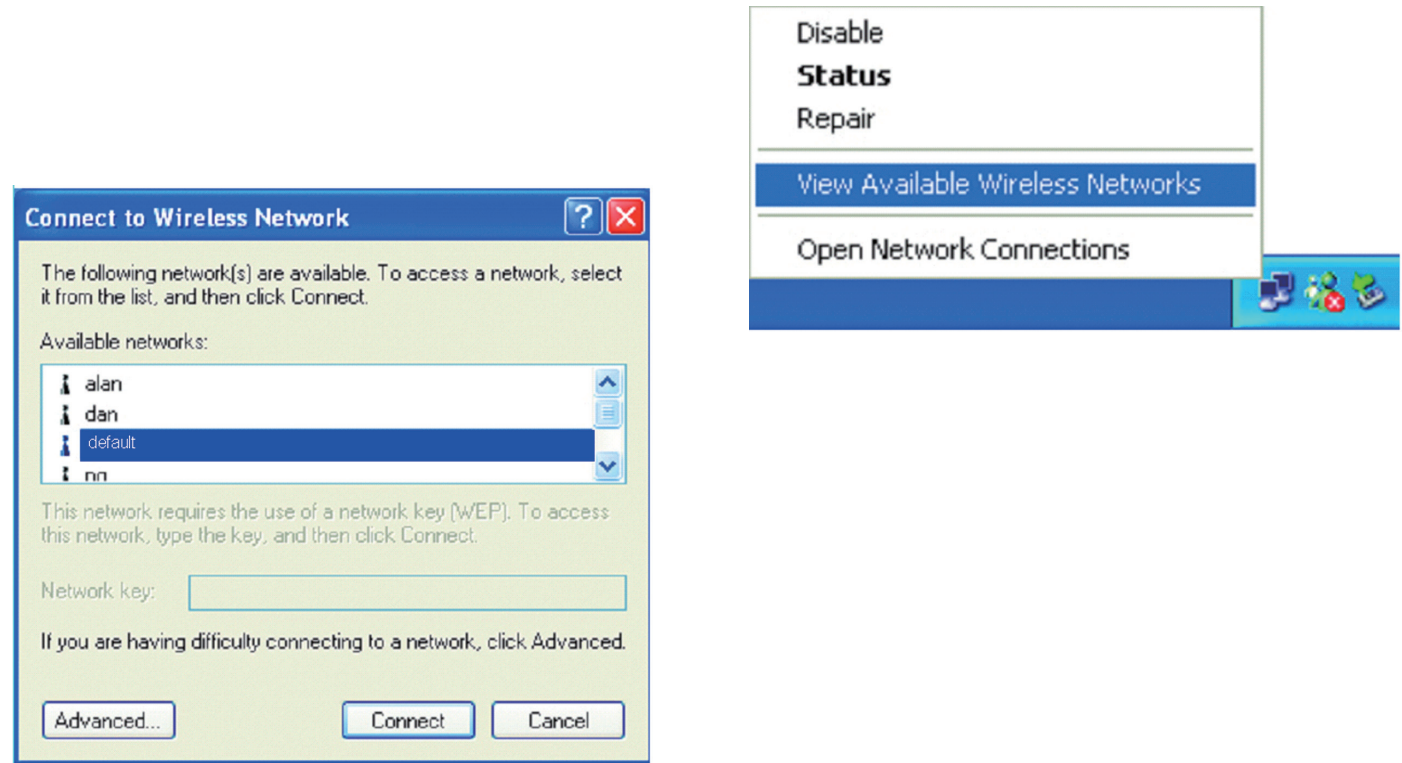 Disable
Status
Repair
View Available Wireless Networks
Open Network Connections
Connect to Wireless Network
The following network(s) are available. To access a network, select
it from the list, and then click Connect.
Available networks:
alan
dan
default
This network requires the use of a network key (WEP). To access
this network, type the key, and then click Connect.
Network key:
If you are having difficulty connecting to a network, click Advanced.
Advanced...
Connect
Cancel